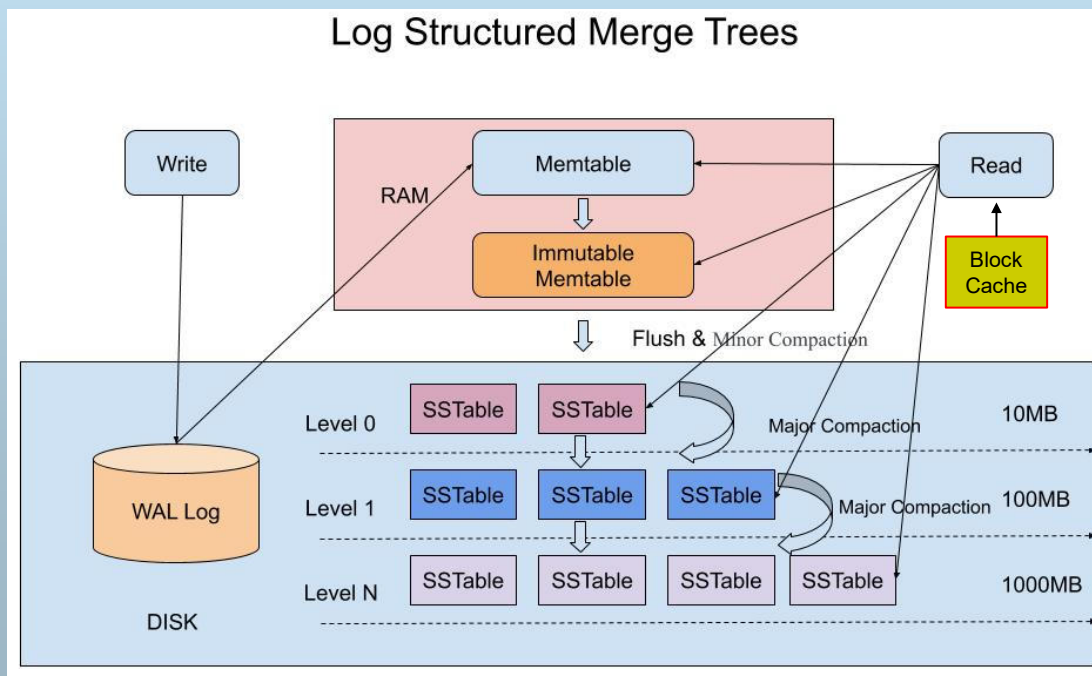 Log Structured Merge Trees
Write
RAM
Memtable
Immutable
Memtable
Read
Block
Cache
Flush & Minor Compaction
Level 0
SSTable
SSTable
Major Compaction
10MB
WAL Log
Level 1
SSTable
SSTable
SSTable
Major Compaction
100MB
Level N
SSTable
SSTable
SSTable
SSTable
1000MB
DISK